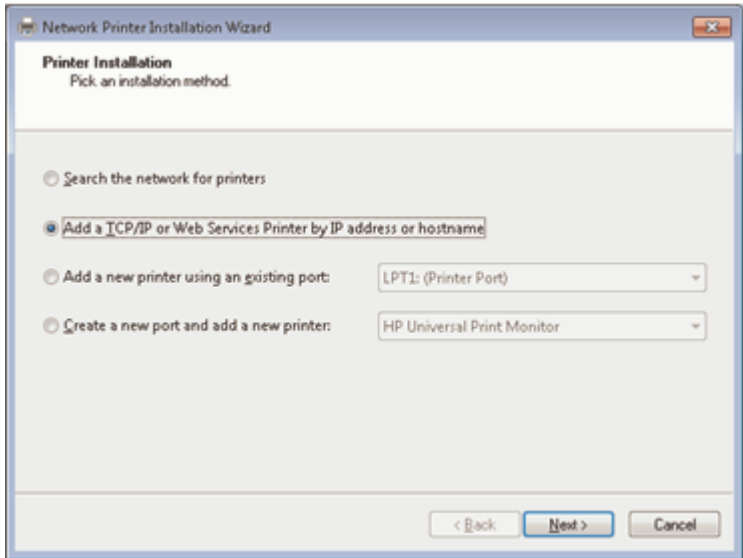 Network Printer Installation Wizard
Printer Installation
Pick an installation method.
Search the network for printers
Add a TCP/IP or Web Services Printer by IP address or hostname
Add a new printer using an existing port: LPT1: (Printer Port)
Create a new port and add a new printer: HP Universal Print Monitor
< Back Next > Cancel